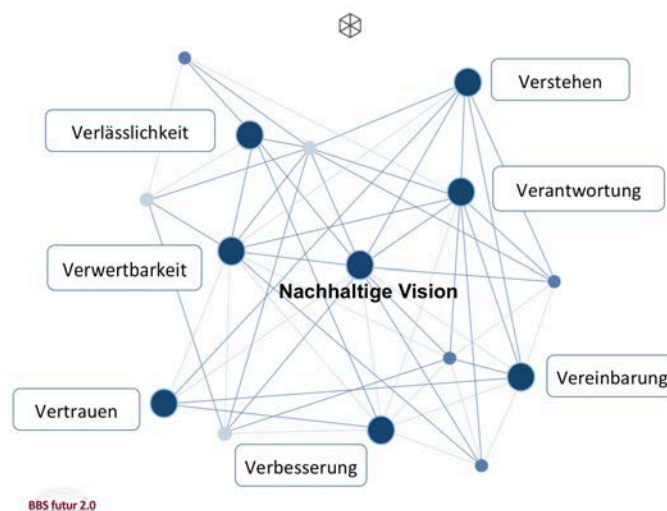 Verstehen
Verlässlichkeit
Verantwortung
Verwertbarkeit
Nachhaltige Vision
Vereinbarung
Vertrauen
Verbesserung
BBS futur 2.0